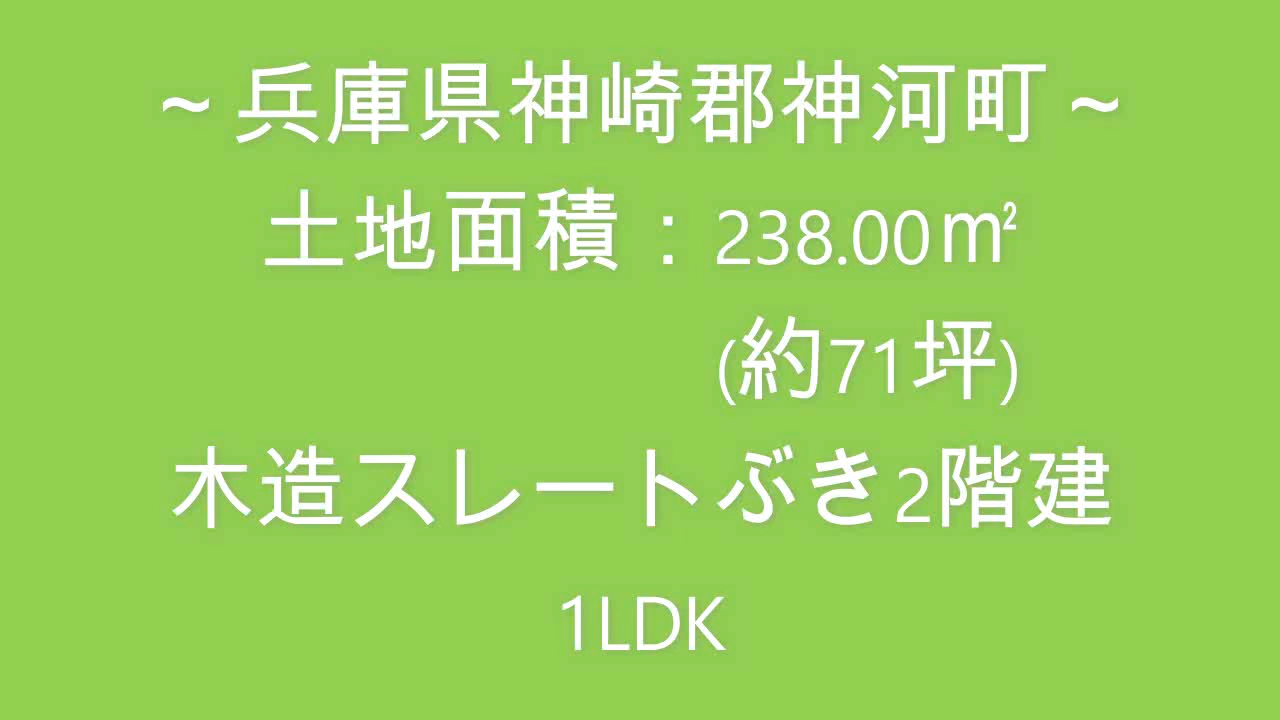 ～兵庫県神崎郡神河町～
土地面積：238.00㎡
(約71坪)
木造スレートぶき2階建
1LDK